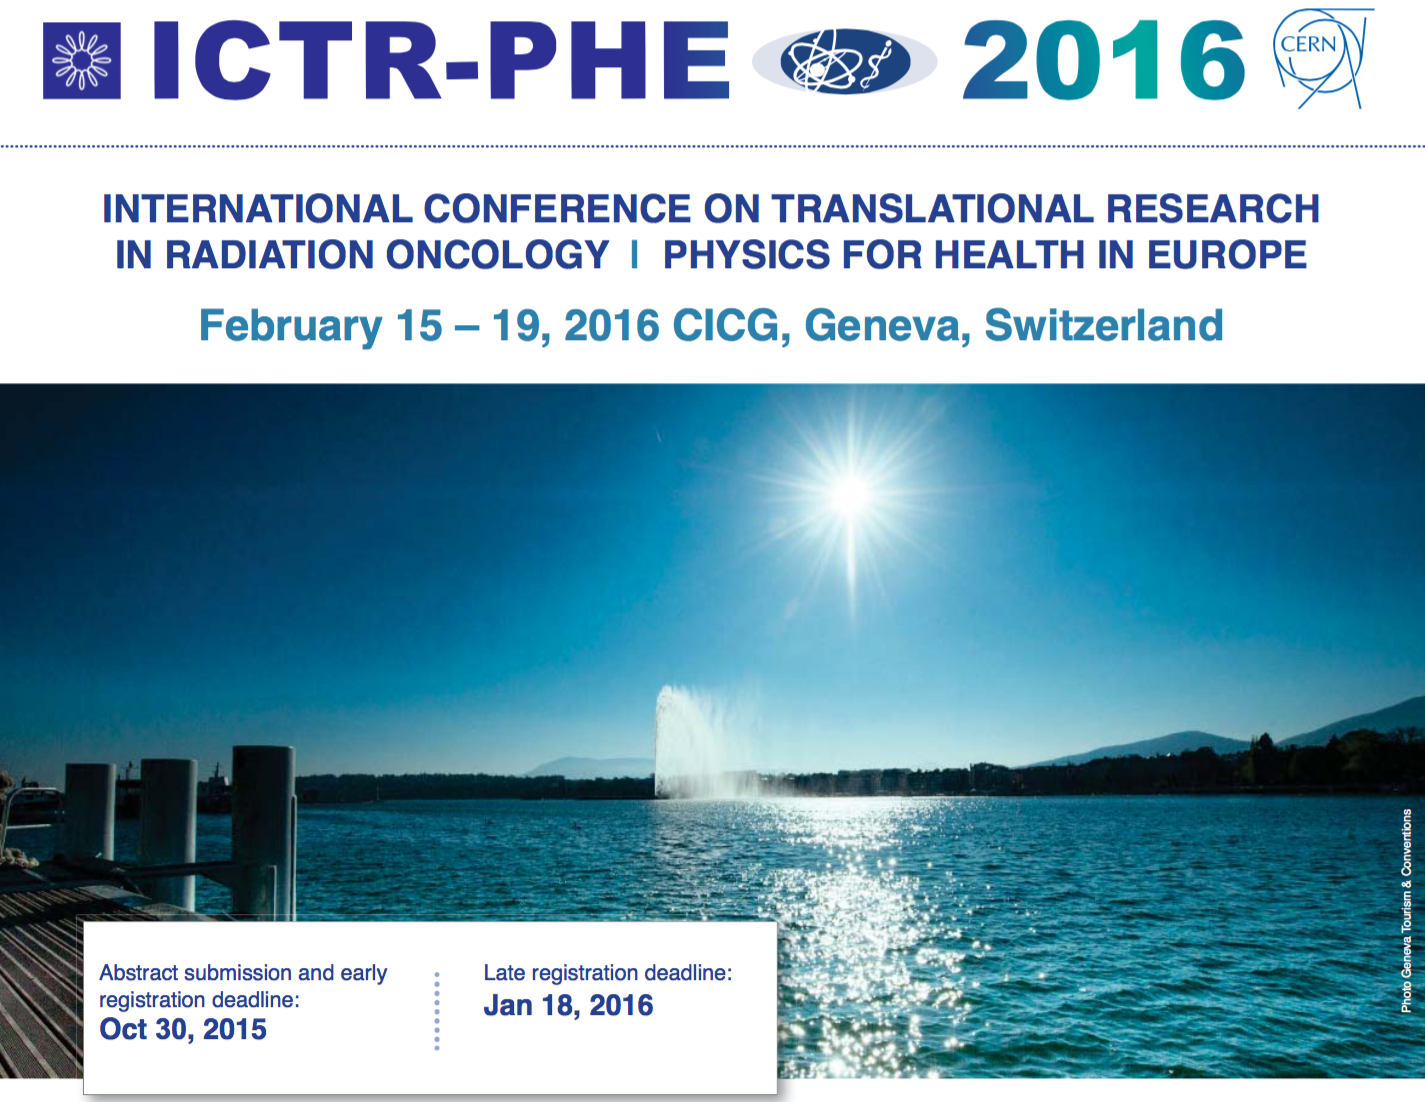 ICTR-PHE 2016
CERN
INTERNATIONAL CONFERENCE ON TRANSLATIONAL RESEARCH
IN RADIATION ONCOLOGY | PHYSICS FOR HEALTH IN EUROPE
February 15 – 19, 2016 CICG, Geneva, Switzerland
Photo Geneva Tourism & Conventions
Abstract submission and early
registration deadline:
Oct 30, 2015
Late registration deadline:
Jan 18, 2016